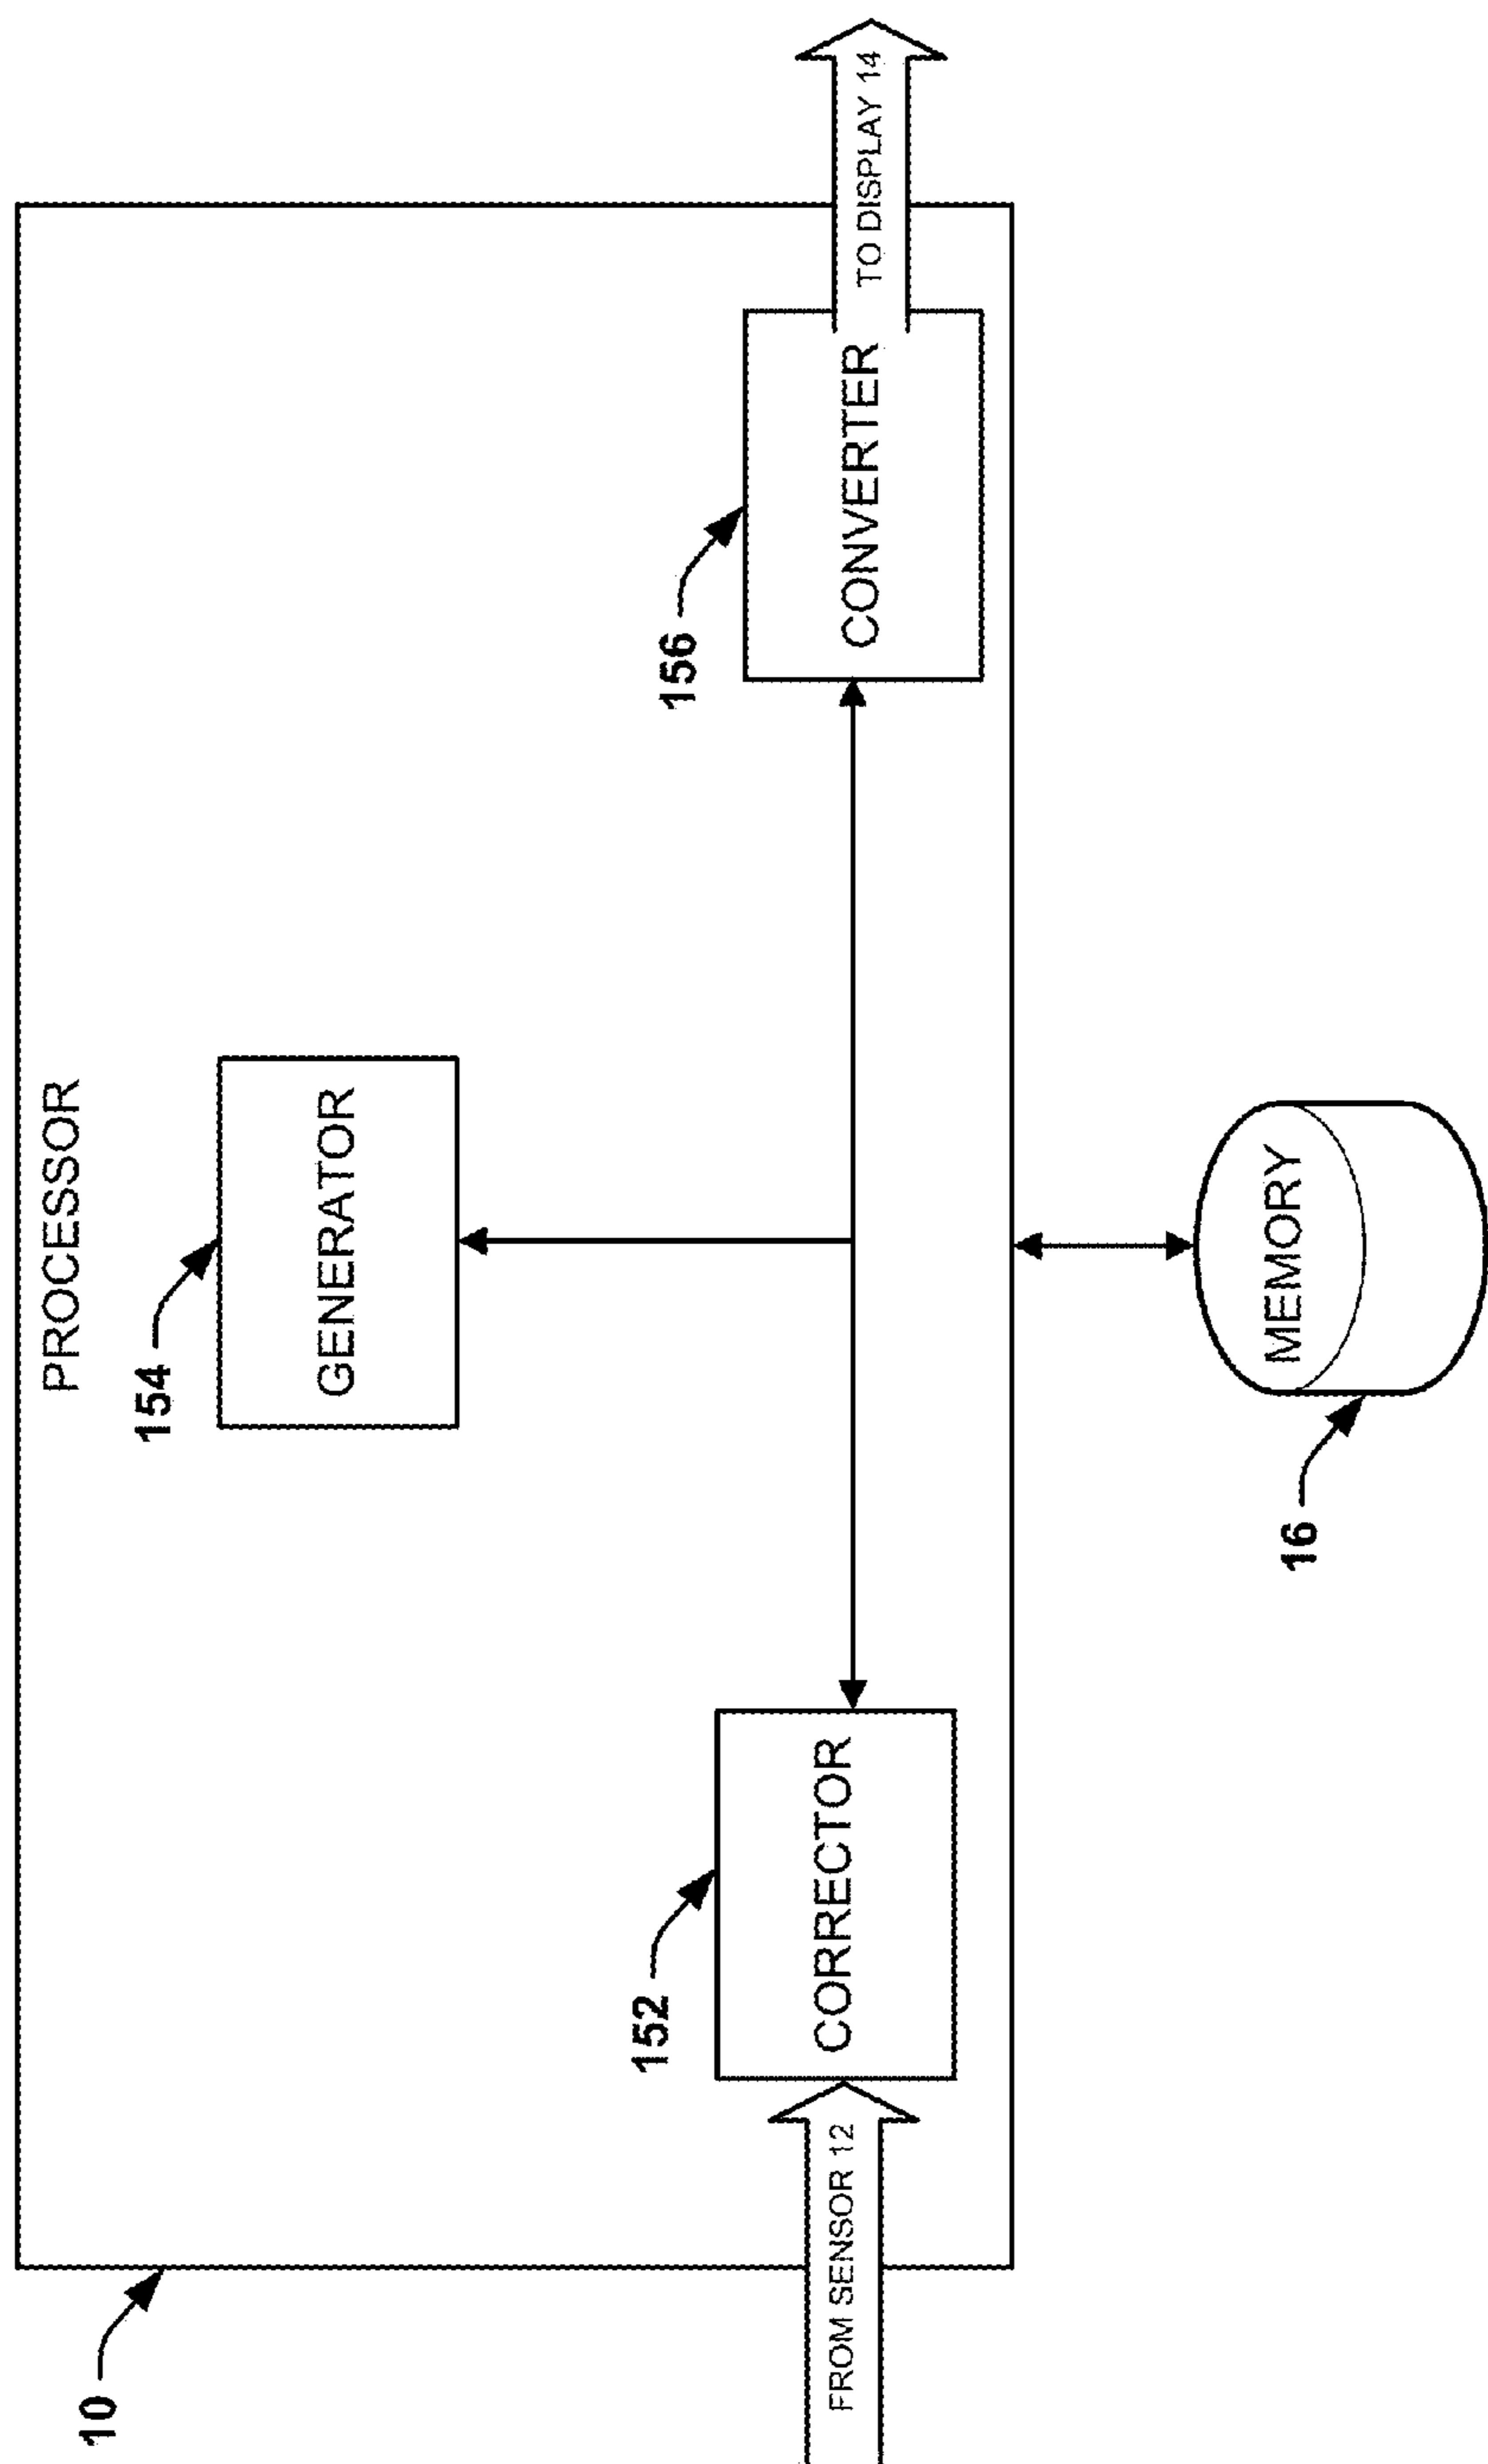 10
PROCESSOR
154
GENERATOR
152
156
FROM SENSOR 12
CORRECTOR
CONVERTER
TO DISPLAY 14
16
MEMORY